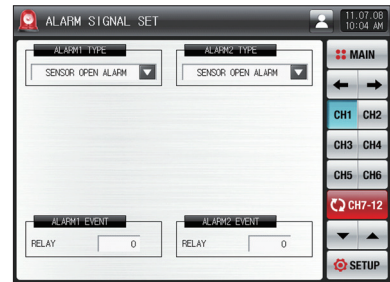 ALARM SIGNAL SET
11.07.08
10:04 AM
ALARM1 TYPE
SENSOR OPEN ALARM
ALARM2 TYPE
SENSOR OPEN ALARM
ALARM1 EVENT
RELAY 0
ALARM2 EVENT
RELAY 0
MAIN
CH1 CH2
CH3 CH4
CH5 CH6
CH7-12
SETUP